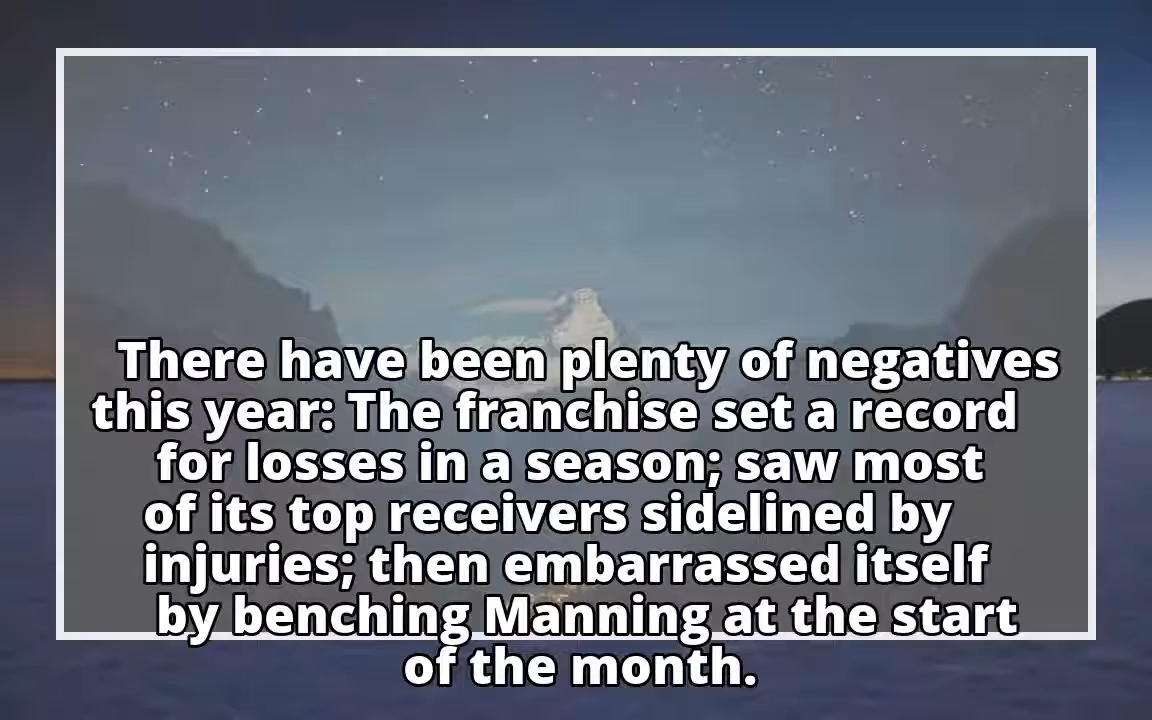 There have been plenty of negatives
this year: The franchise set a record
for losses in a season; saw most
of its top receivers sidelined by
injuries; then embarrassed itself
by benching Manning at the start
of the month.